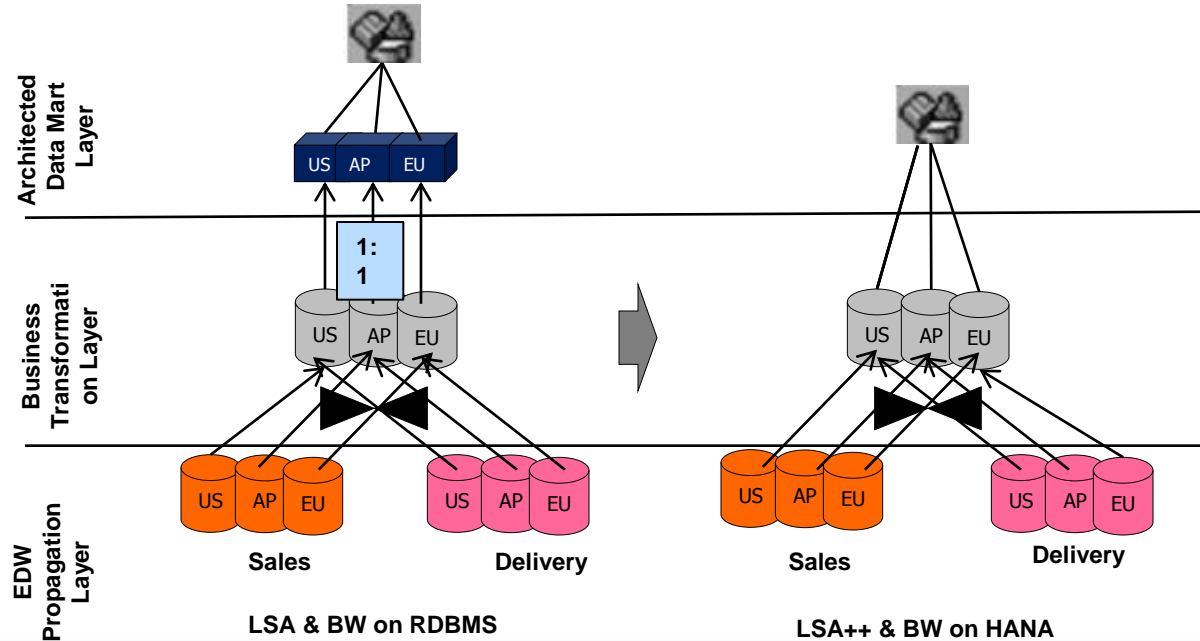 Architected
Data Mart
Layer
US AP EU
1:
1
Business
Transformati
on Layer
US AP EU
US AP EU
EDW
Propagation
Layer
US AP EU
US AP EU
US AP EU
US AP EU
Sales
Delivery
Sales
Delivery
LSA & BW on RDBMS
LSA++ & BW on HANA